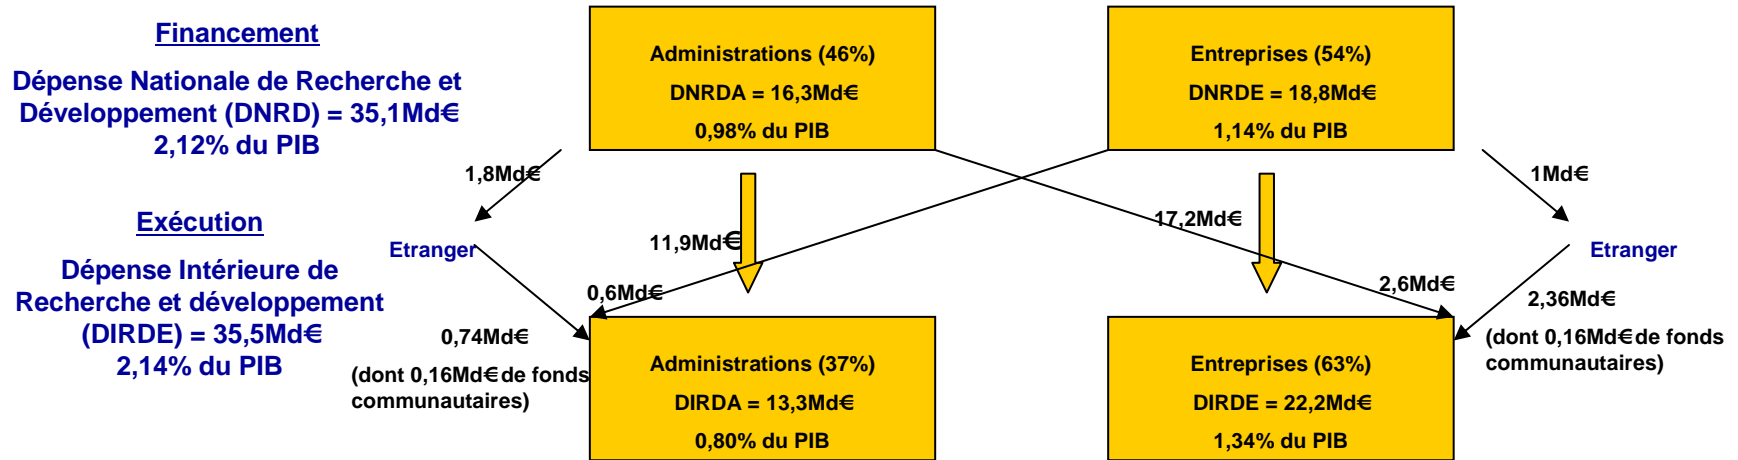 Financement
Dépense Nationale de Recherche et
Développement (DNRD) = 35,1Md€
2,12% du PIB
Administrations (46%)
DNRDA = 16,3Md€
0,98% du PIB
Entreprises (54%)
DNRDE = 18,8Md€
1,14% du PIB
1,8Md€
1Md€
Exécution
Dépense Intérieure de
Recherche et développement
(DIRDE) = 35,5Md€
2,14% du PIB
Etranger
11,9Md€
17,2Md€
Etranger
0,6Md€
2,6Md€
0,74Md€
(dont 0,16Md€ de fonds
communautaires)
2,36Md€
(dont 0,16Md€ de fonds
communautaires)
Administrations (37%)
DIRDA = 13,3Md€
0,80% du PIB
Entreprises (63%)
DIRDE = 22,2Md€
1,34% du PIB